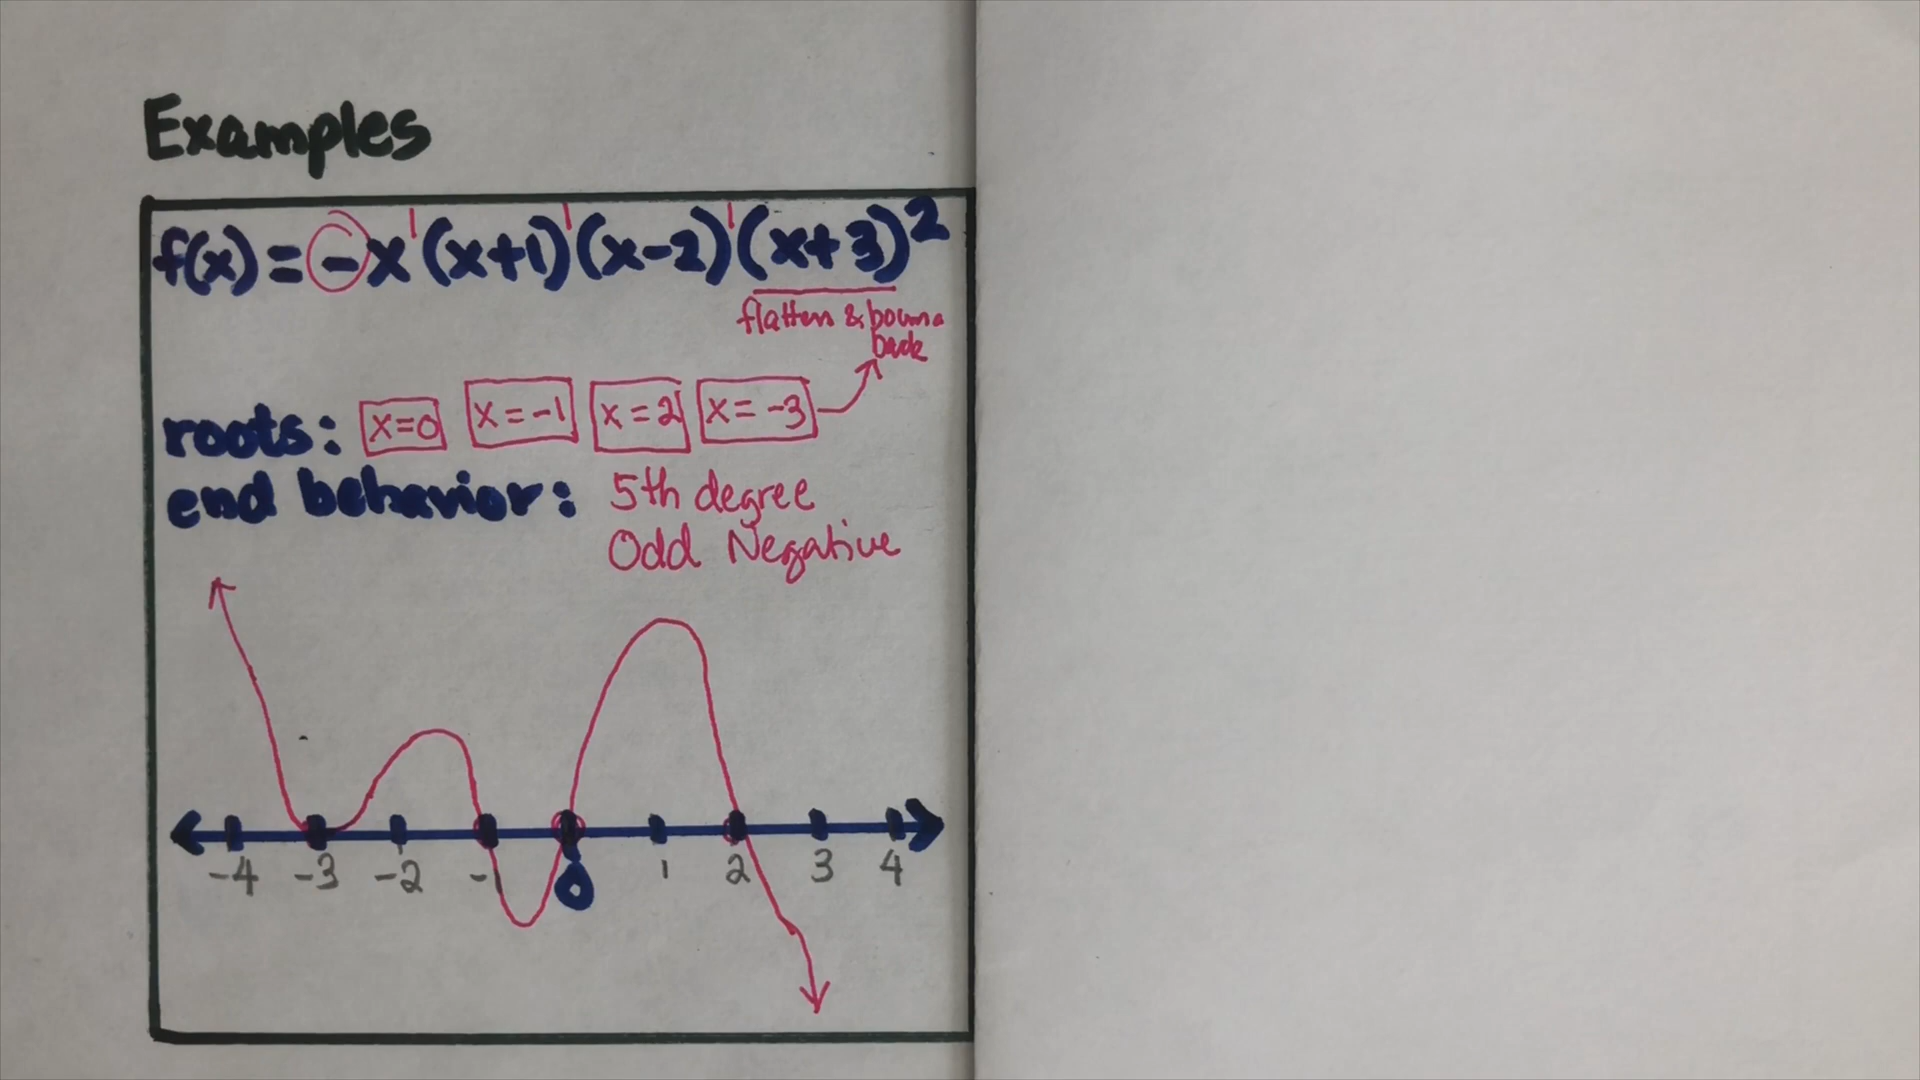 Examples
f(x) = -x¹(x+1)¹(x-2)¹(x+3)²
flatten & bounce
back
roots: x=0 x=-1 x=2 x=-3
end behavior: 5th degree
Odd Negative
-4 -3 -2 -1 0 1 2 3 4